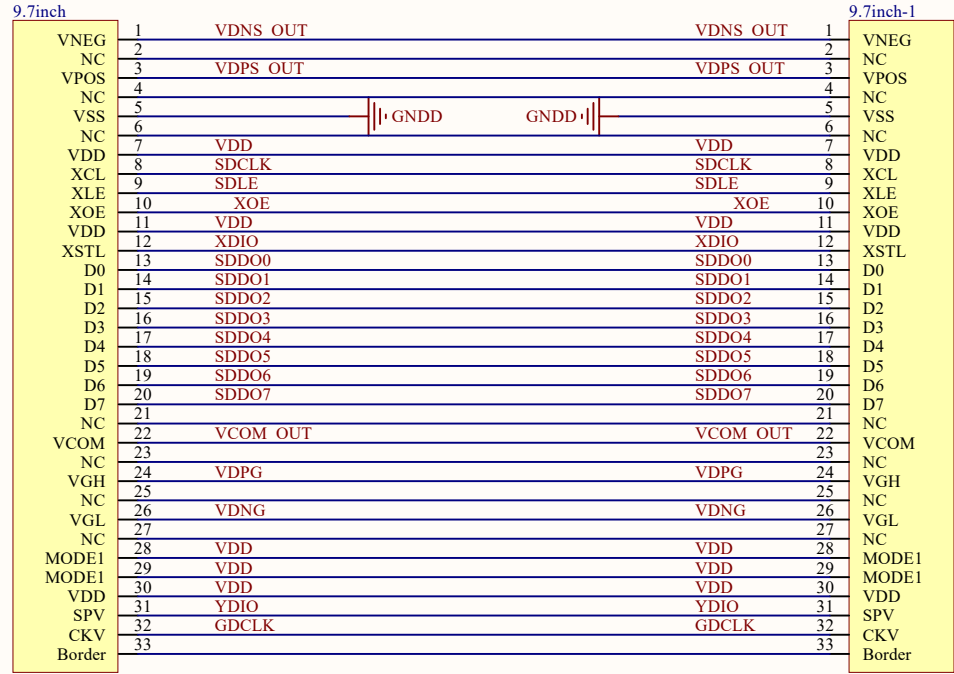 9.7inch 9.7inch-1
VNEG 1 VDNS_OUT VDNS_OUT 1 VNEG
NC 2 2 NC
VPOS 3 VDPS_OUT VDPS_OUT 3 VPOS
NC 4 4 NC
VSS 5 GNDD GNDD 5 VSS
NC 6 6 NC
VDD 7 VDD VDD 7 VDD
XCL 8 SDCLK SDCLK 8 XCL
XLE 9 SDLE SDLE 9 XLE
XOE 10 XOE XOE 10 XOE
VDD 11 VDD VDD 11 VDD
XSTL 12 XDIO XDIO 12 XSTL
D0 13 SDDO0 SDDO0 13 D0
D1 14 SDDO1 SDDO1 14 D1
D2 15 SDDO2 SDDO2 15 D2
D3 16 SDDO3 SDDO3 16 D3
D4 17 SDDO4 SDDO4 17 D4
D5 18 SDDO5 SDDO5 18 D5
D6 19 SDDO6 SDDO6 19 D6
D7 20 SDDO7 SDDO7 20 D7
NC 21 21 NC
VCOM 22 VCOM_OUT VCOM_OUT 22 VCOM
NC 23 23 NC
VGH 24 VDPG VDPG 24 VGH
NC 25 25 NC
VGL 26 VDNG VDNG 26 VGL
NC 27 27 NC
MODE1 28 VDD VDD 28 MODE1
MODE1 29 VDD VDD 29 MODE1
VDD 30 VDD VDD 30 VDD
SPV 31 YDIO YDIO 31 SPV
CKV 32 GDCLK GDCLK 32 CKV
Border 33 33 Border